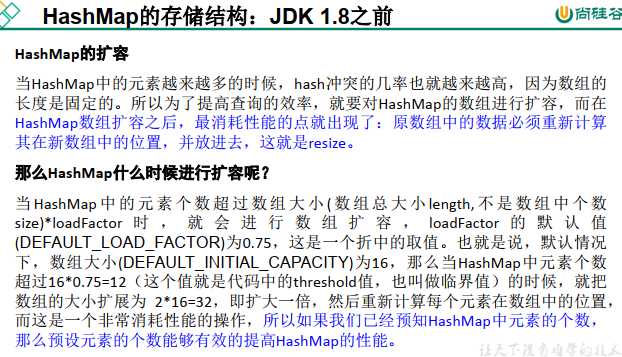 HashMap的存储结构：JDK 1.8之前
尚硅谷
HashMap的扩容
当HashMap中的元素越来越多的时候，hash冲突的几率也就越来越高，因为数组的
长度是固定的。所以为了提高查询的效率，就要对HashMap的数组进行扩容，而在
HashMap数组扩容之后，最消耗性能的点就出现了：原数组中的数据必须重新计算
其在新数组中的位置，并放进去，这就是resize。
那么HashMap什么时候进行扩容呢？
当HashMap中的元素个数超过数组大小(数组总大小length,不是数组中个数
size)*loadFactor 时 ， 就 会 进 行 数 组 扩 容 ， loadFactor 的 默 认 值
(DEFAULT_LOAD_FACTOR)为0.75，这是一个折中的取值。也就是说，默认情况
下，数组大小(DEFAULT_INITIAL_CAPACITY)为16，那么当HashMap中元素个数
超过16*0.75=12（这个值就是代码中的threshold值，也叫做临界值）的时候，就把
数组的大小扩展为 2*16=32，即扩大一倍，然后重新计算每个元素在数组中的位置，
而这是一个非常消耗性能的操作，所以如果我们已经预知HashMap中元素的个数，
那么预设元素的个数能够有效的提高HashMap的性能。
让天下没有难学的技术